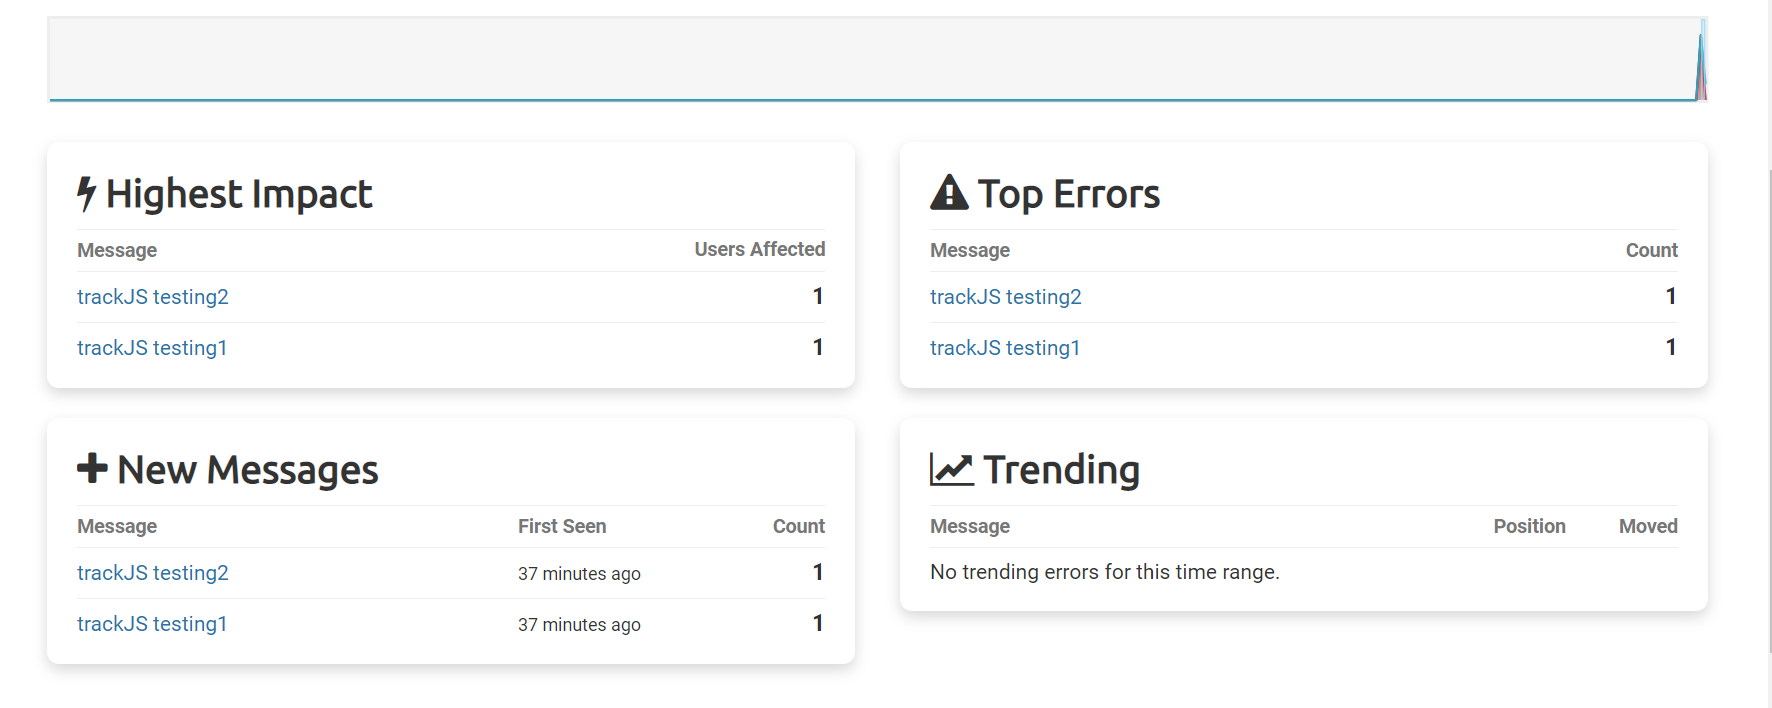 Highest Impact
Message Users Affected
trackJS testing2 1
trackJS testing1 1
Top Errors
Message Count
trackJS testing2 1
trackJS testing1 1
New Messages
Message First Seen Count
trackJS testing2 37 minutes ago 1
trackJS testing1 37 minutes ago 1
Trending
Message Position Moved
No trending errors for this time range.